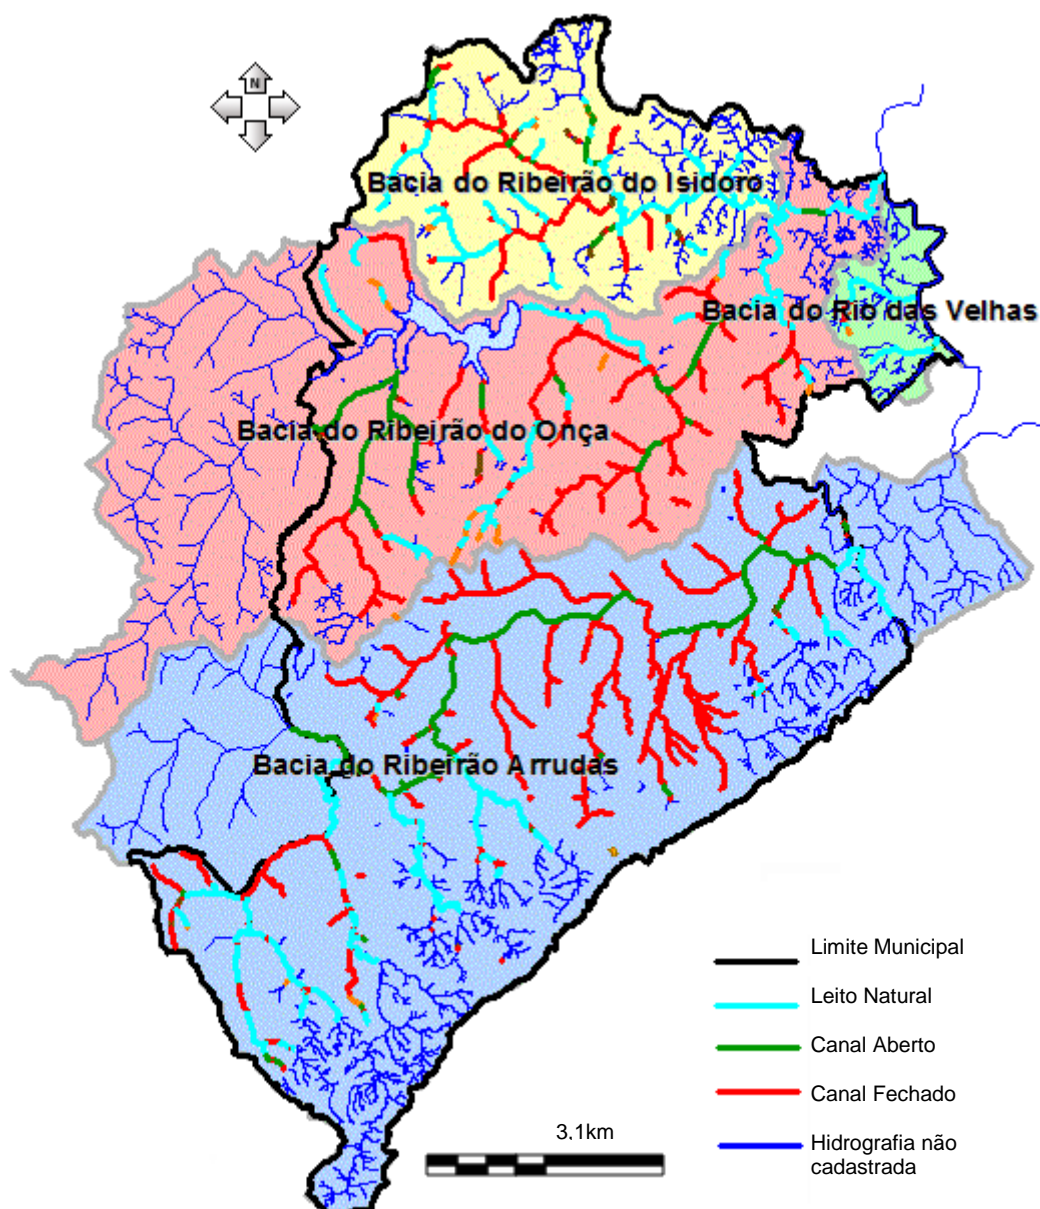 N
Bacia do Ribeirão do Isidoro
Bacia do Rio das Velhas
Bacia do Ribeirão do Onça
Bacia do Ribeirão Arrudas
Limite Municipal
Leito Natural
Canal Aberto
Canal Fechado
Hidrografia não
cadastrada
3,1km